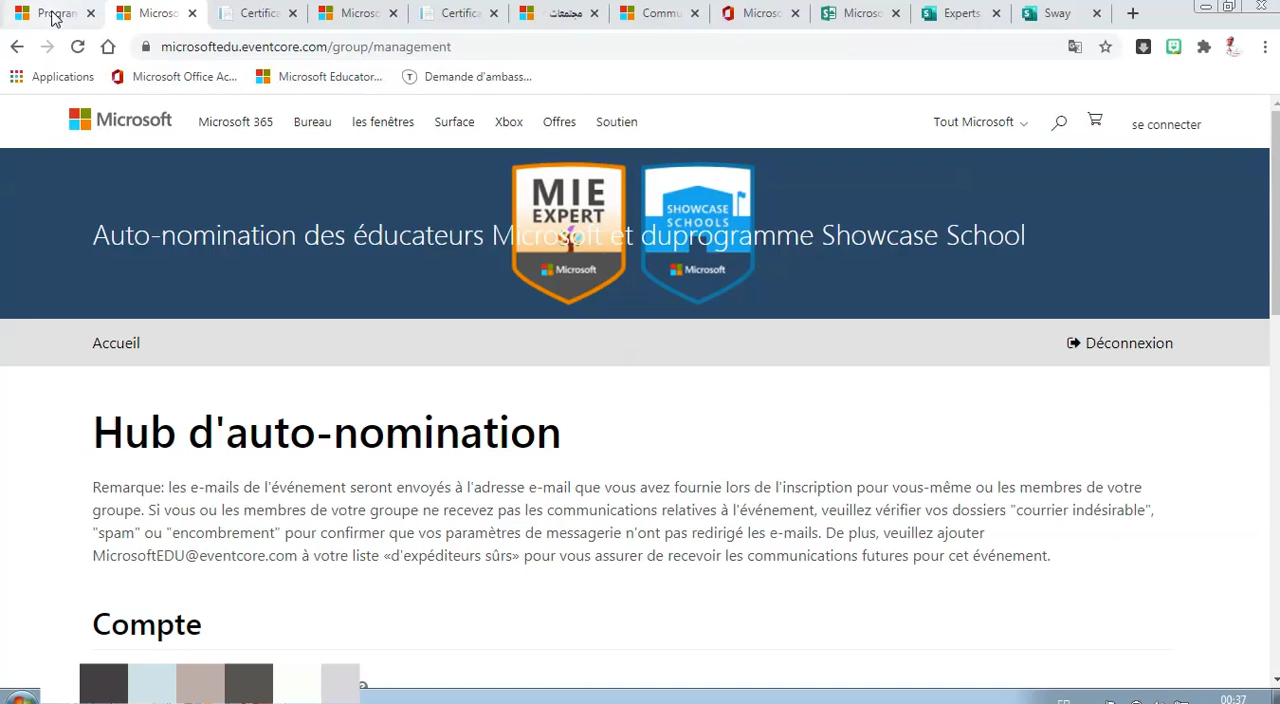 Progran
Microso
Certifica
Microso
Certifica
مجتمعات
Commu
Microso
Microso
Experts
Sway
microsoftedu.eventcore.com/group/management
Applications
Microsoft Office Ac...
Microsoft Educator...
Demande d'ambass...
Microsoft
Microsoft 365
Bureau
les fenêtres
Surface
Xbox
Offres
Soutien
Tout Microsoft
se connecter
MIE
EXPERT
Microsoft
SHOWCASE
SCHOOLS
Microsoft
Auto-nomination des éducateurs Microsoft et duprogramme Showcase School
Accueil
Déconnexion
Hub d'auto-nomination
Remarque: les e-mails de l'événement seront envoyés à l'adresse e-mail que vous avez fournie lors de l'inscription pour vous-même ou les membres de votre
groupe. Si vous ou les membres de votre groupe ne recevez pas les communications relatives à l'événement, veuillez vérifier vos dossiers "courrier indésirable",
"spam" ou "encombrement" pour confirmer que vos paramètres de messagerie n'ont pas redirigé les e-mails. De plus, veuillez ajouter
MicrosoftEDU@eventcore.com à votre liste «d'expéditeurs sûrs» pour vous assurer de recevoir les communications futures pour cet événement.
Compte
00:37